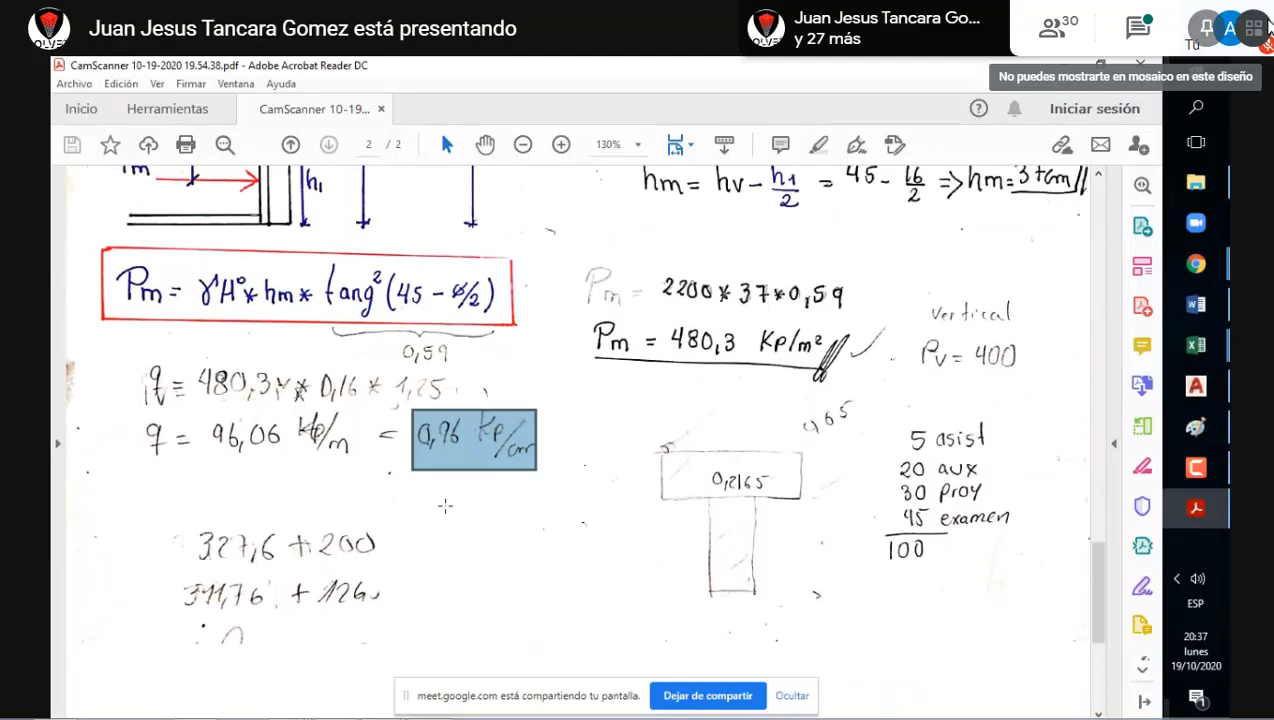 Juan Jesus Tancara Gomez está presentando
Juan Jesus Tancara Go...
y 27 más
30
A
Tú
No puedes mostrarte en mosaico en este diseño
CamScanner 10-19-2020 19.54.38.pdf - Adobe Acrobat Reader DC
Archivo Edición Ver Firmar Ventana Ayuda
Inicio Herramientas CamScanner 10-19... × Iniciar sesión
2 / 2 130%
h1
hm = hv - h1/2 = 45 - 16/2 => hm = 37cm
Pm = γH° * hm * tang² (45 - ø/2)
0,59
Pm = 2200 * 37 * 0,59
Pm = 480,3 Kp/m²
vertical
Pv = 400
q = 480,3 * 0,16 * 1,25
q = 96,06 Kp/m = 0,96 Kp/cm
0,2165
5 asist
20 aux
30 proy
45 examen
100
327,6 + 200
ESP
20:37
lunes
19/10/2020
meet.google.com está compartiendo tu pantalla. Dejar de compartir Ocultar
1